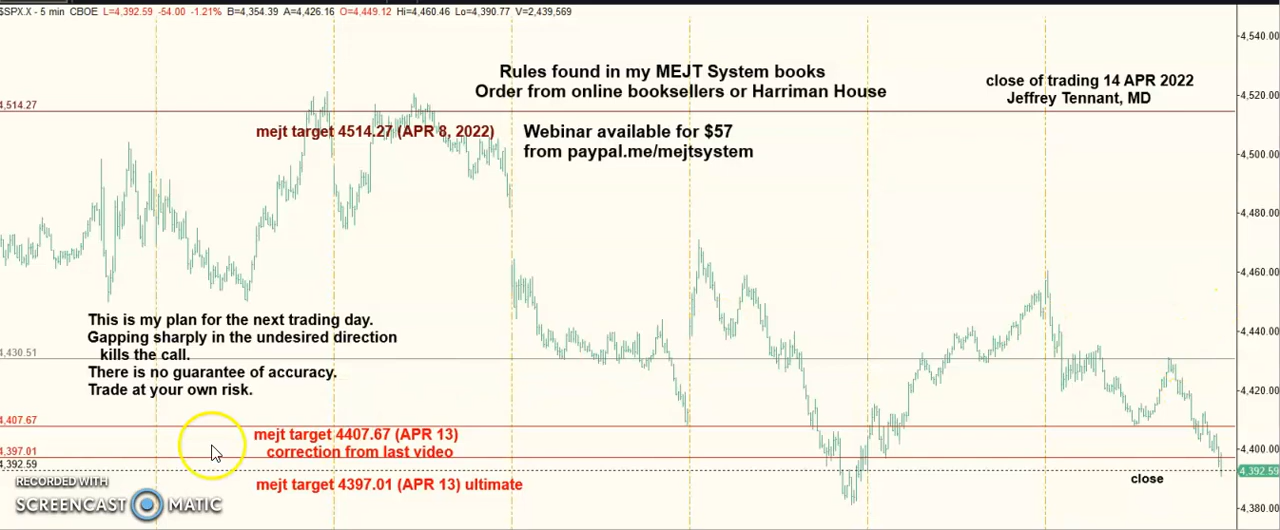 $SPX.X - 5 min CBOE L=4,392.59 -54.00 -1.21% B=4,354.39 A=4,426.16 O=4,449.12 Hi=4,460.46 Lo=4,390.77 V=2,439,569
4,540.00
Rules found in my MEJT System books
Order from online booksellers or Harriman House
close of trading 14 APR 2022
Jeffrey Tennant, MD
4,520.00
4,514.27
mejt target 4514.27 (APR 8, 2022)
Webinar available for $57
from paypal.me/mejtsystem
4,500.00
4,480.00
4,460.00
This is my plan for the next trading day.
Gapping sharply in the undesired direction
kills the call.
There is no guarantee of accuracy.
Trade at your own risk.
4,440.00
4,430.51
4,420.00
4,407.67
mejt target 4407.67 (APR 13)
correction from last video
4,400.00
4,397.01
4,392.59
4,392.59
mejt target 4397.01 (APR 13) ultimate
close
4,380.00
RECORDED WITH
SCREENCAST MATIC